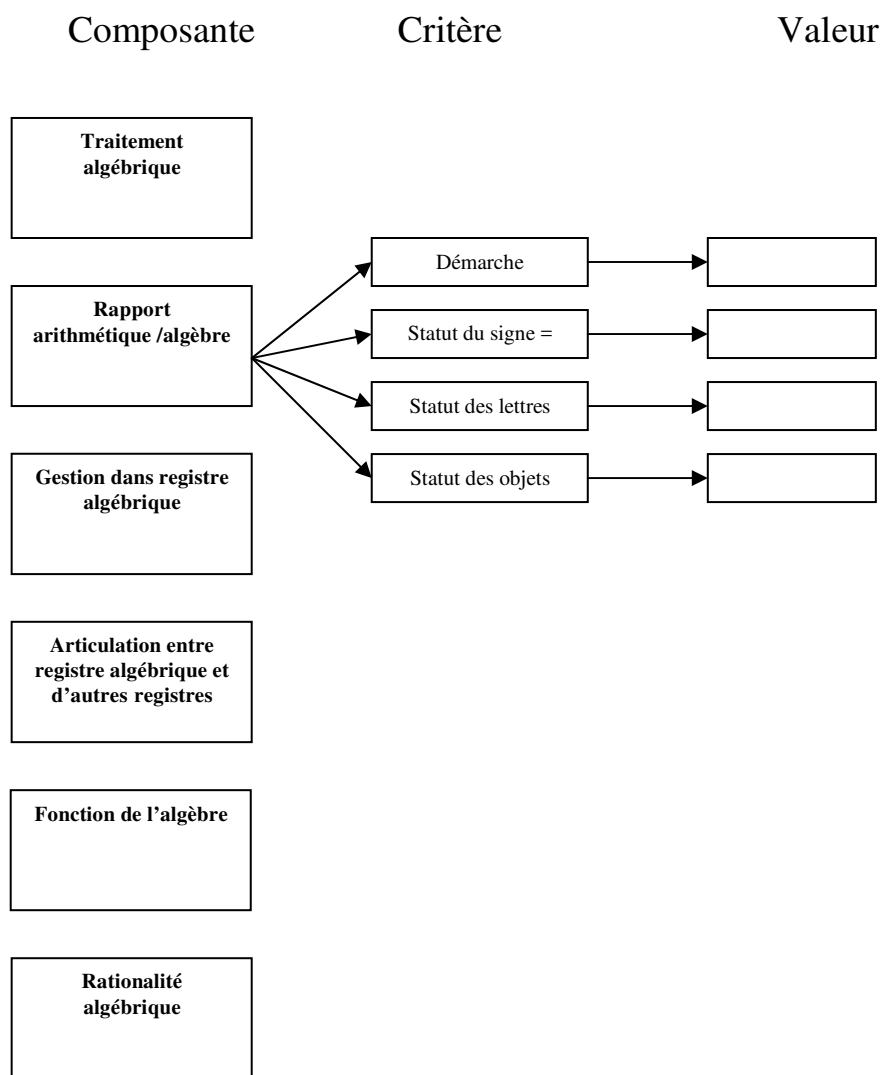 Composante Critère Valeur
Traitement
algébrique
Démarche
Rapport
arithmétique /algèbre
Statut du signe =
Statut des lettres
Statut des objets
Gestion dans registre
algébrique
Articulation entre
registre algébrique et
d’autres registres
Fonction de l’algèbre
Rationalité
algébrique